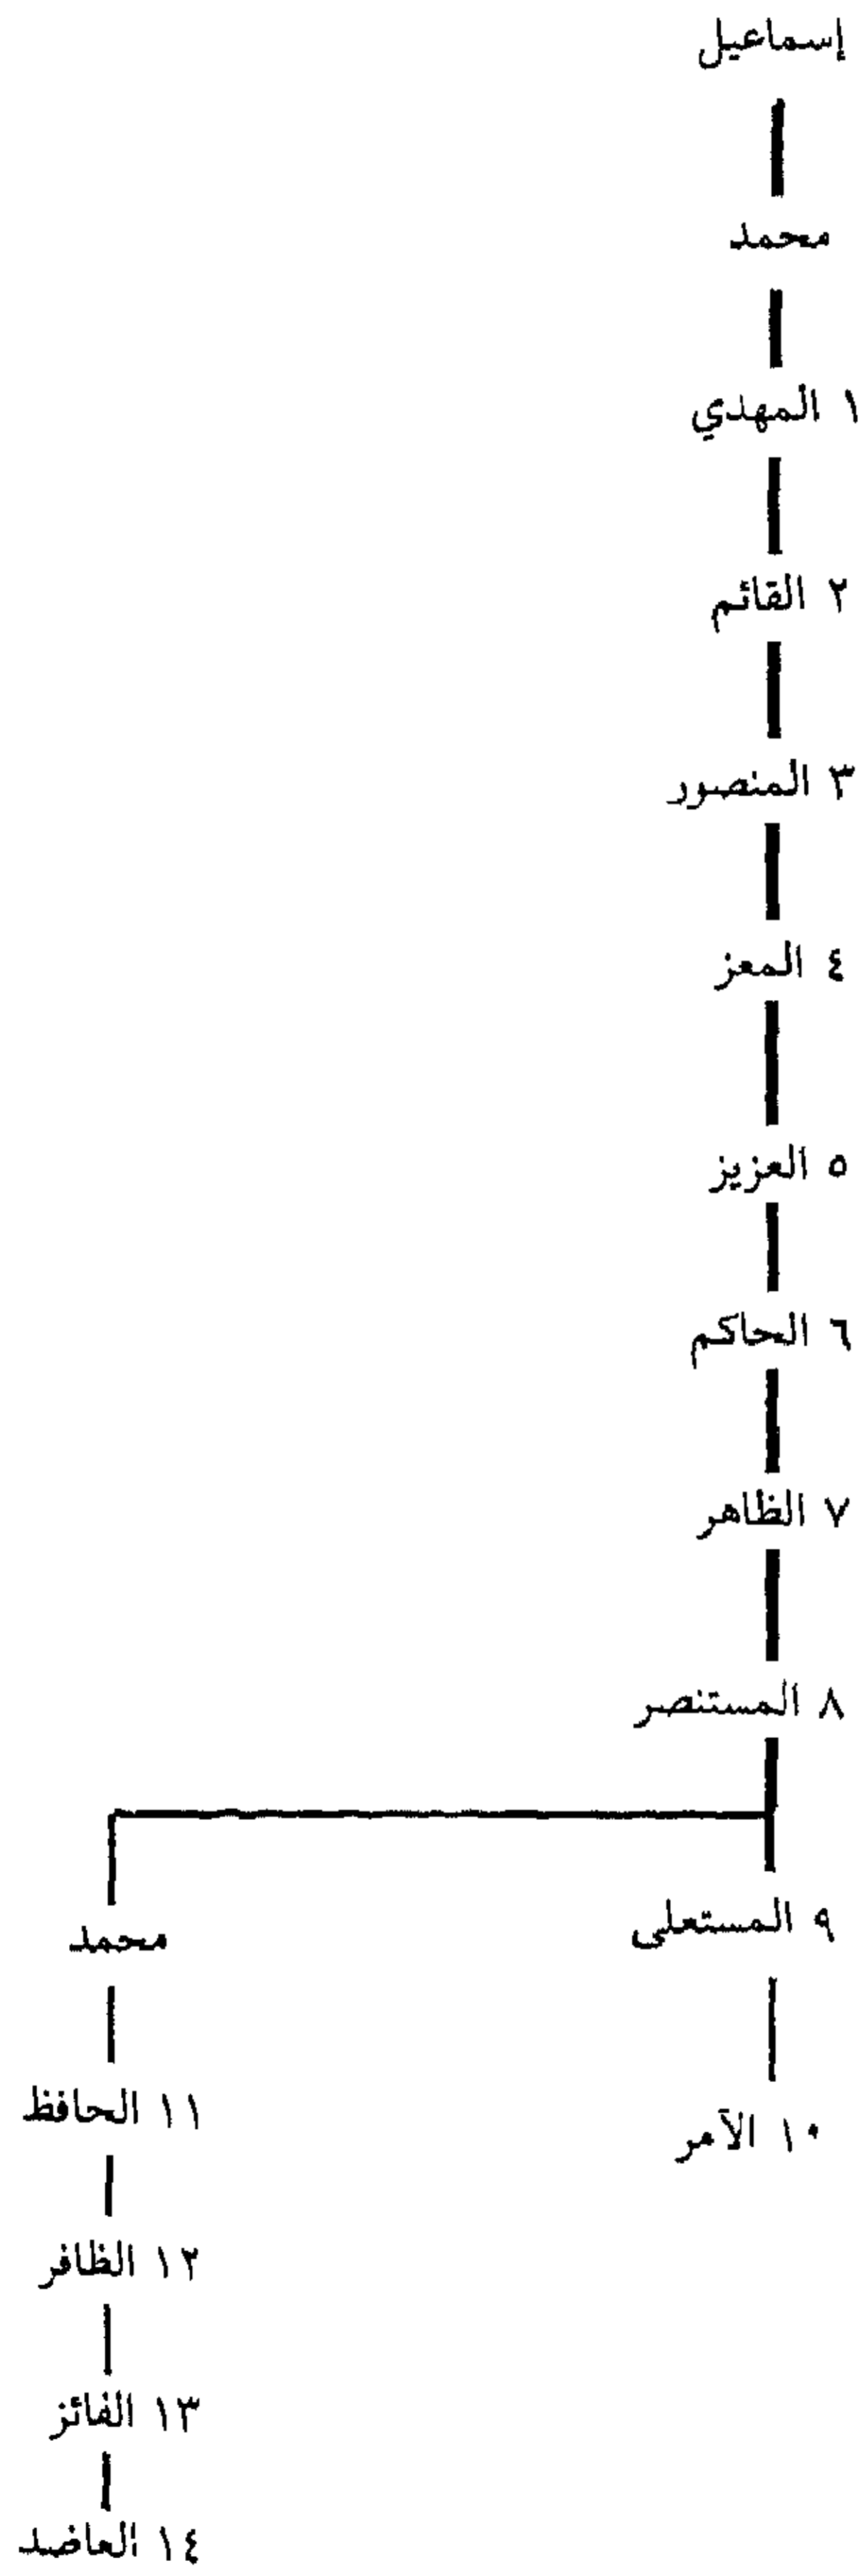 إسماعيل
محمد
١ المهدي
٢ القائم
٣ المنصور
٤ المعز
٥ العزيز
٦ الحاكم
٧ الظاهر
٨ المستنصر
٩ المستعلى
محمد
١٠ الآمر
١١ الحافظ
١٢ الظافر
١٣ الفائز
١٤ العاضد